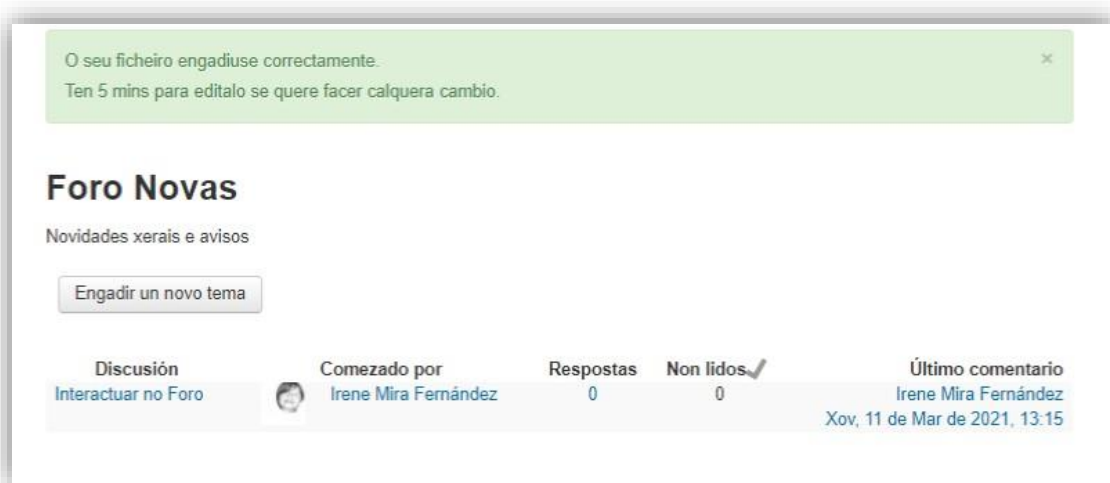 O seu ficheiro engadiuse correctamente.
×
Ten 5 mins para editalo se quere facer calquera cambio.
Foro Novas
Novidades xerais e avisos
Engadir un novo tema
Discusión Comezado por Respostas Non lidos Último comentario
Interactuar no Foro Irene Mira Fernández 0 0 Irene Mira Fernández
Xov, 11 de Mar de 2021, 13:15